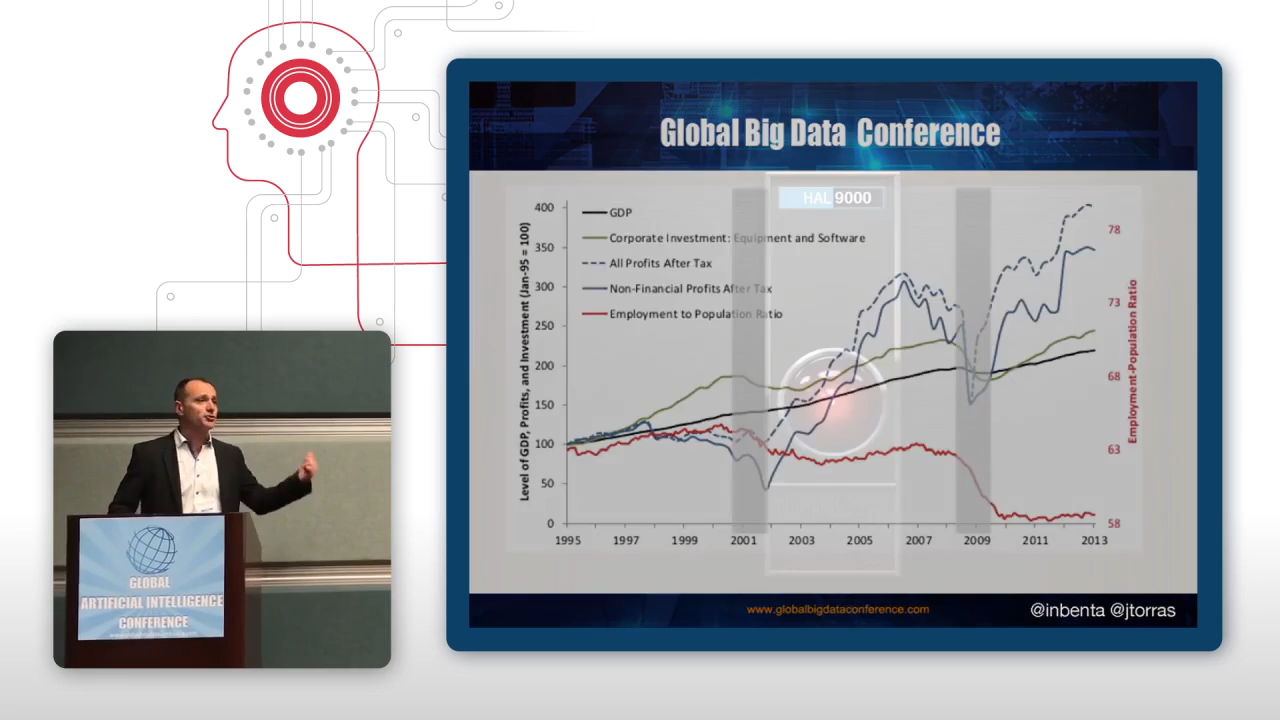 Global Big Data Conference
HAL 9000
Level of GDP, Profits, and Investment (Jan-95 = 100)
400
350
300
250
200
150
100
50
0
GDP
Corporate Investment: Equipment and Software
All Profits After Tax
Non-Financial Profits After Tax
Employment to Population Ratio
78
73
68
63
58
Employment-Population Ratio
1995 1997 1999 2001 2003 2005 2007 2009 2011 2013
www.globalbigdataconference.com
@inbenta @jtorras
GLOBAL
ARTIFICIAL INTELLIGENCE
CONFERENCE